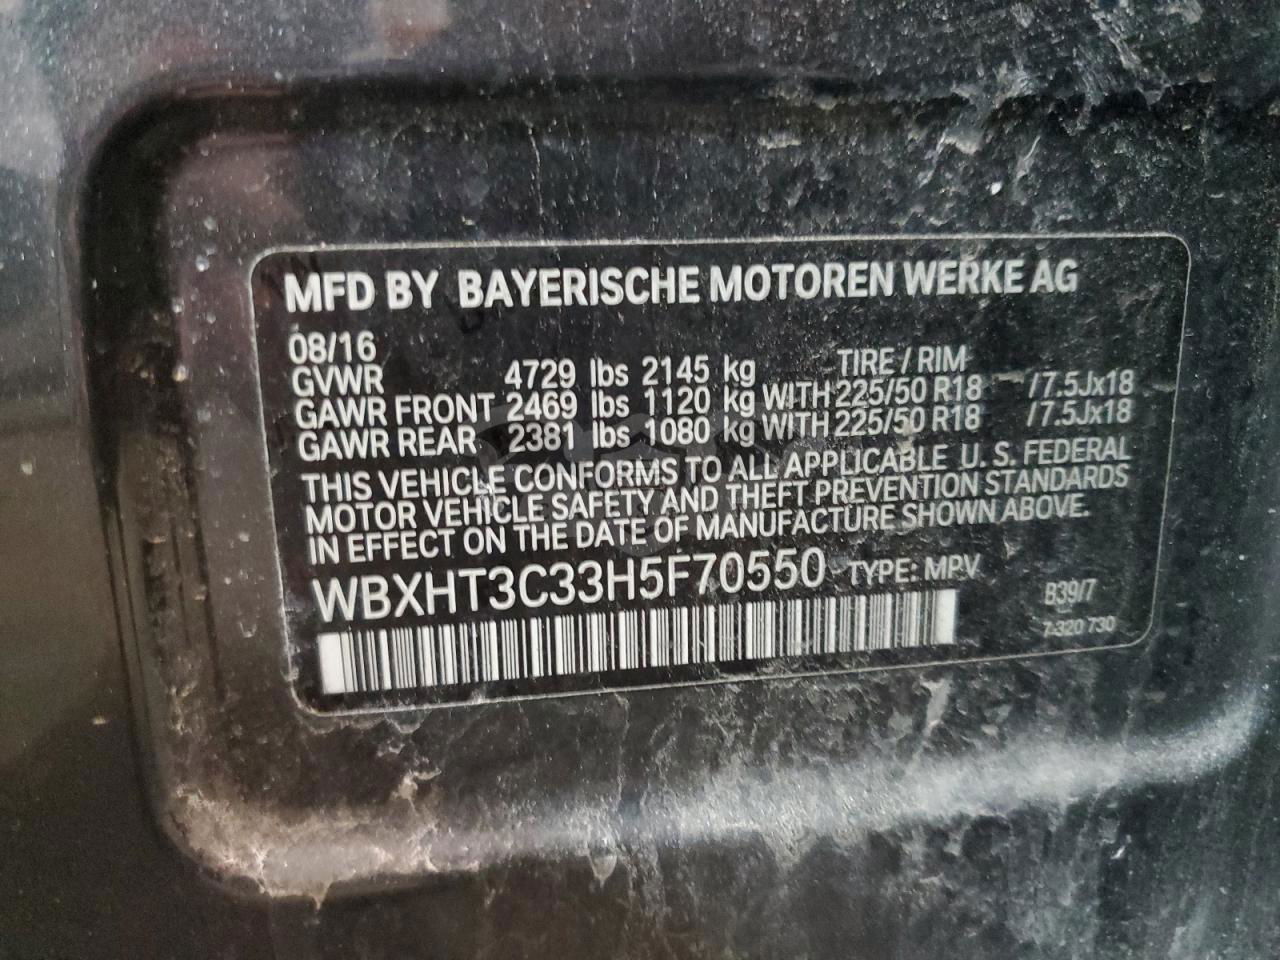 MFD BY BAYERISCHE MOTOREN WERKE AG
08/16
TIRE / RIM
GVWR 4729 lbs 2145 kg
GAWR FRONT 2469 lbs 1120 kg WITH 225/50 R18 /7.5Jx18
GAWR REAR 2381 lbs 1080 kg WITH 225/50 R18 /7.5Jx18
THIS VEHICLE CONFORMS TO ALL APPLICABLE U. S. FEDERAL
MOTOR VEHICLE SAFETY AND THEFT PREVENTION STANDARDS
IN EFFECT ON THE DATE OF MANUFACTURE SHOWN ABOVE.
WBXHT3C33H5F70550 TYPE: MPV
B39/7
7-320 730